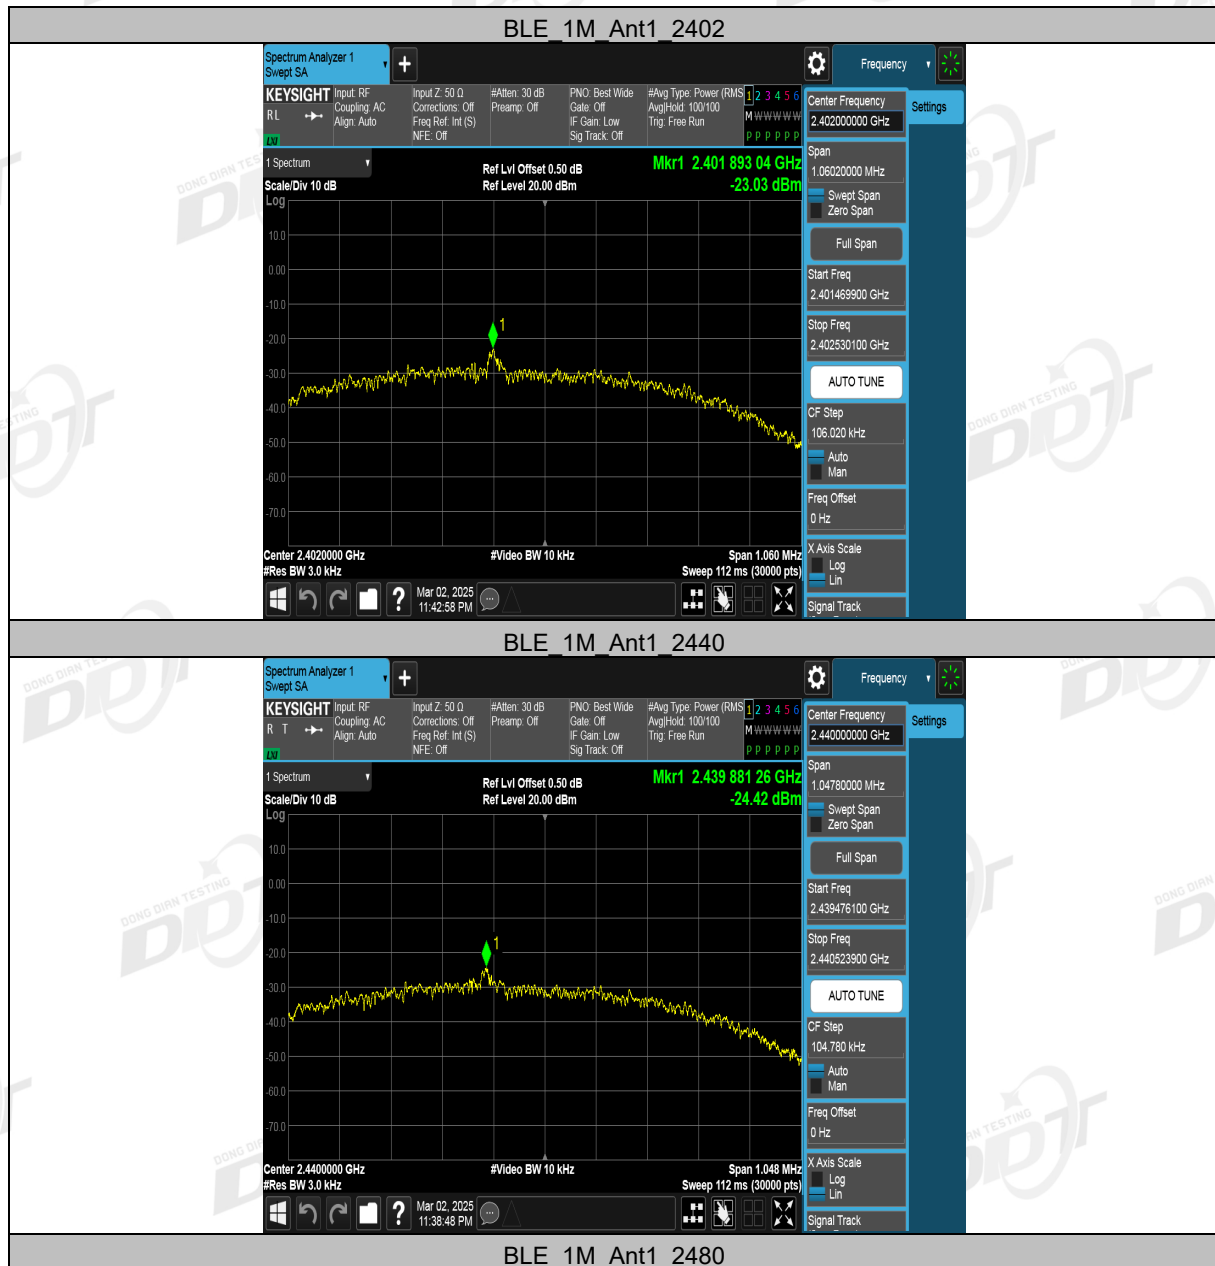 BLE_1M_Ant1_2402
Spectrum Analyzer 1
Swept SA
+
Frequency
KEYSIGHT
RL
LXI
Input: RF
Coupling: AC
Align: Auto
Input Z: 50 Ω
Corrections: Off
Freq Ref: Int (S)
NFE: Off
#Atten: 30 dB
Preamp: Off
PNO: Best Wide
Gate: Off
IF Gain: Low
Sig Track: Off
#Avg Type: Power (RMS
Avg|Hold: 100/100
Trig: Free Run
1 2 3 4 5 6
M W W W W W
P P P P P P
Center Frequency
2.402000000 GHz
Settings
1 Spectrum
Scale/Div 10 dB
Log
Ref Lvl Offset 0.50 dB
Ref Level 20.00 dBm
Mkr1 2.401 893 04 GHz
-23.03 dBm
Span
1.06020000 MHz
Swept Span
Zero Span
Full Span
Start Freq
2.401469900 GHz
Stop Freq
2.402530100 GHz
AUTO TUNE
CF Step
106.020 kHz
Auto
Man
Freq Offset
0 Hz
X Axis Scale
Log
Lin
Signal Track
10.0
0.00
-10.0
-20.0
-30.0
-40.0
-50.0
-60.0
-70.0
1
Center 2.4020000 GHz
#Res BW 3.0 kHz
#Video BW 10 kHz
Span 1.060 MHz
Sweep 112 ms (30000 pts)
?
Mar 02, 2025
11:42:58 PM
BLE_1M_Ant1_2440
Spectrum Analyzer 1
Swept SA
+
Frequency
KEYSIGHT
R T
LXI
Input: RF
Coupling: AC
Align: Auto
Input Z: 50 Ω
Corrections: Off
Freq Ref: Int (S)
NFE: Off
#Atten: 30 dB
Preamp: Off
PNO: Best Wide
Gate: Off
IF Gain: Low
Sig Track: Off
#Avg Type: Power (RMS
Avg|Hold: 100/100
Trig: Free Run
1 2 3 4 5 6
M W W W W W
P P P P P P
Center Frequency
2.440000000 GHz
Settings
1 Spectrum
Scale/Div 10 dB
Log
Ref Lvl Offset 0.50 dB
Ref Level 20.00 dBm
Mkr1 2.439 881 26 GHz
-24.42 dBm
Span
1.04780000 MHz
Swept Span
Zero Span
Full Span
Start Freq
2.439476100 GHz
Stop Freq
2.440523900 GHz
AUTO TUNE
CF Step
104.780 kHz
Auto
Man
Freq Offset
0 Hz
X Axis Scale
Log
Lin
Signal Track
10.0
0.00
-10.0
-20.0
-30.0
-40.0
-50.0
-60.0
-70.0
1
Center 2.4400000 GHz
#Res BW 3.0 kHz
#Video BW 10 kHz
Span 1.048 MHz
Sweep 112 ms (30000 pts)
?
Mar 02, 2025
11:38:48 PM
BLE_1M_Ant1_2480
DONG DIAN TESTING